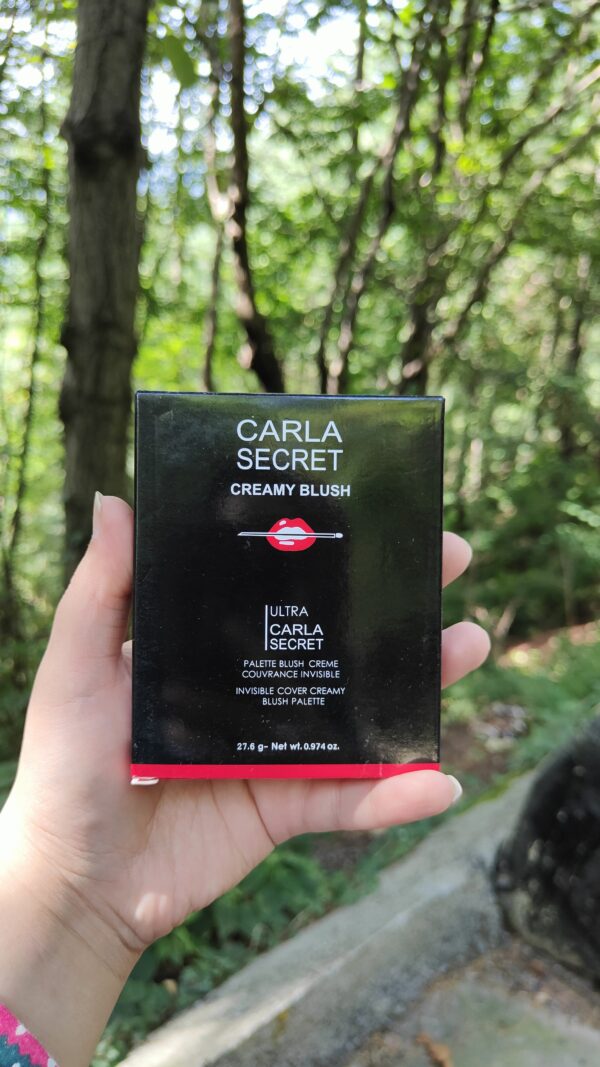 CARLA
SECRET
CREAMY BLUSH
ULTRA
CARLA
SECRET
PALETTE BLUSH CREME
COUVRANCE INVISIBLE
INVISIBLE COVER CREAMY
BLUSH PALETTE
27.6 g- Net wt. 0.974 oz.